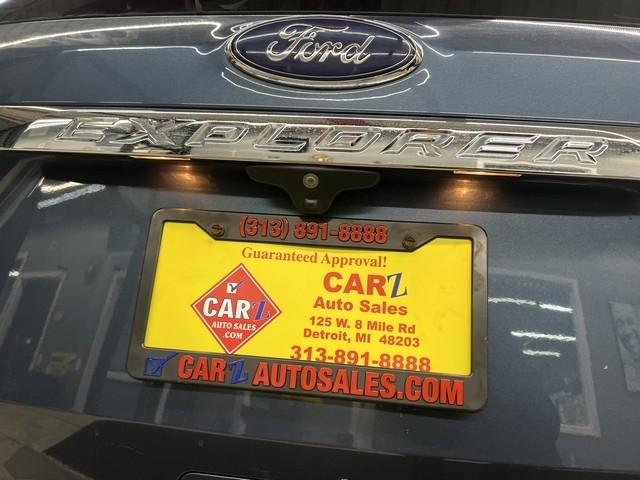 Ford
EXPLORER
(313) 891-8888
Guaranteed Approval!
CARZ
AUTO SALES
.COM
CARZ
Auto Sales
125 W. 8 Mile Rd
Detroit, MI 48203
313-891-8888
CARZ AUTOSALES.COM